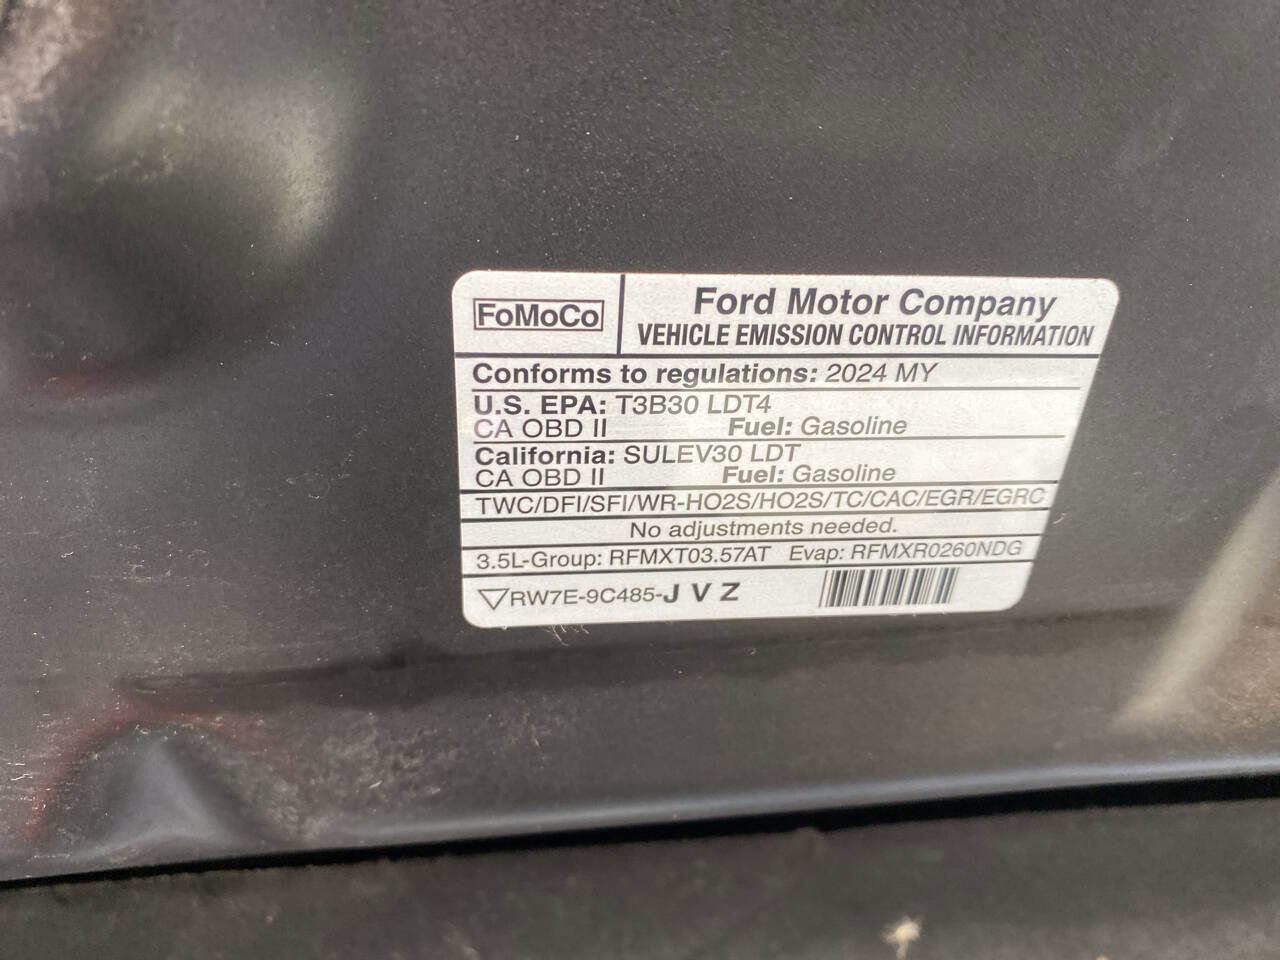 FoMoCo
Ford Motor Company
VEHICLE EMISSION CONTROL INFORMATION
Conforms to regulations: 2024 MY
U.S. EPA: T3B30 LDT4
CA OBD II Fuel: Gasoline
California: SULEV30 LDT
CA OBD II Fuel: Gasoline
TWC/DFI/SFI/WR-HO2S/HO2S/TC/CAC/EGR/EGRC
No adjustments needed.
3.5L-Group: RFMXT03.57AT Evap: RFMXR0260NDG
RW7E-9C485-J V Z